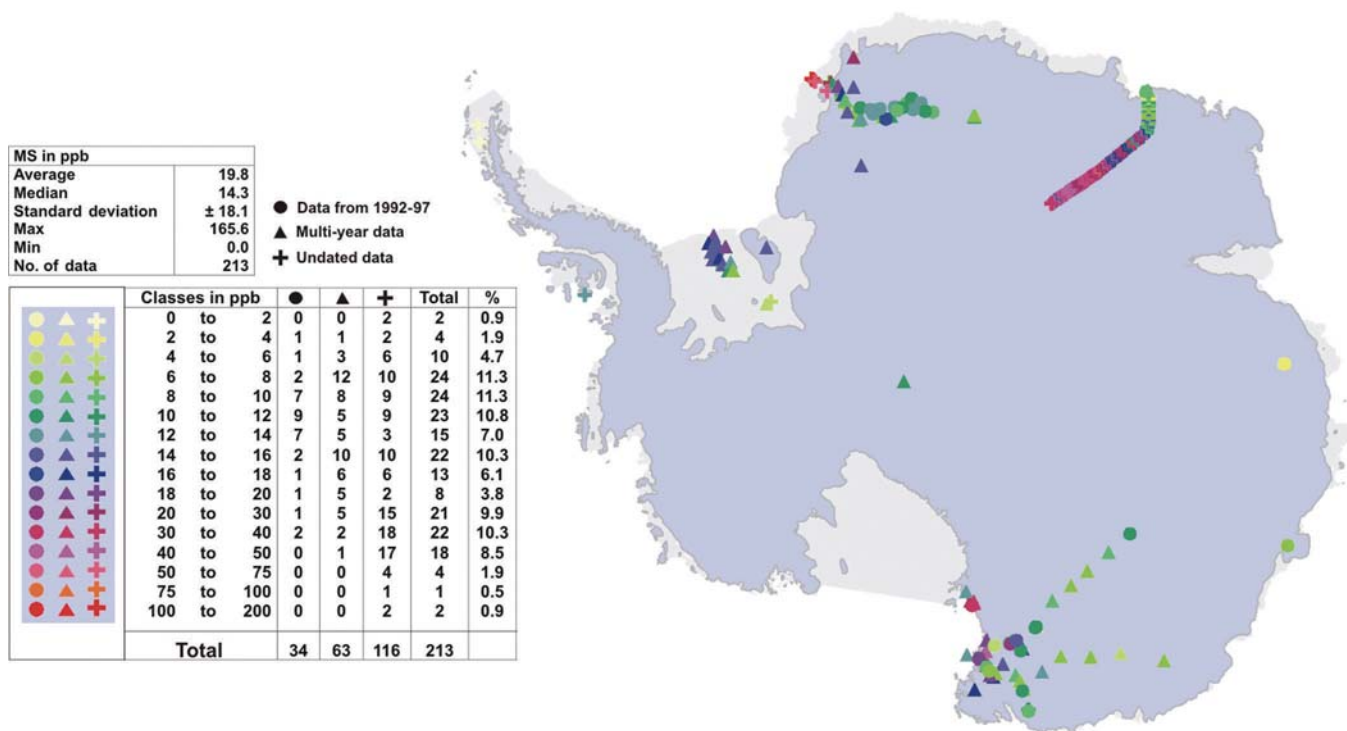 MS in ppb
Average 19.8
Median 14.3
Standard deviation ± 18.1
Max 165.6
Min 0.0
No. of data 213
Data from 1992-97
Multi-year data
Undated data
Classes in ppb Total %
0 to 2 0 0 2 2 0.9
2 to 4 1 1 2 4 1.9
4 to 6 1 3 6 10 4.7
6 to 8 2 12 10 24 11.3
8 to 10 7 8 9 24 11.3
10 to 12 9 5 9 23 10.8
12 to 14 7 5 3 15 7.0
14 to 16 2 10 10 22 10.3
16 to 18 1 6 6 13 6.1
18 to 20 1 5 2 8 3.8
20 to 30 1 5 15 21 9.9
30 to 40 2 2 18 22 10.3
40 to 50 0 1 17 18 8.5
50 to 75 0 0 4 4 1.9
75 to 100 0 0 1 1 0.5
100 to 200 0 0 2 2 0.9
Total 34 63 116 213